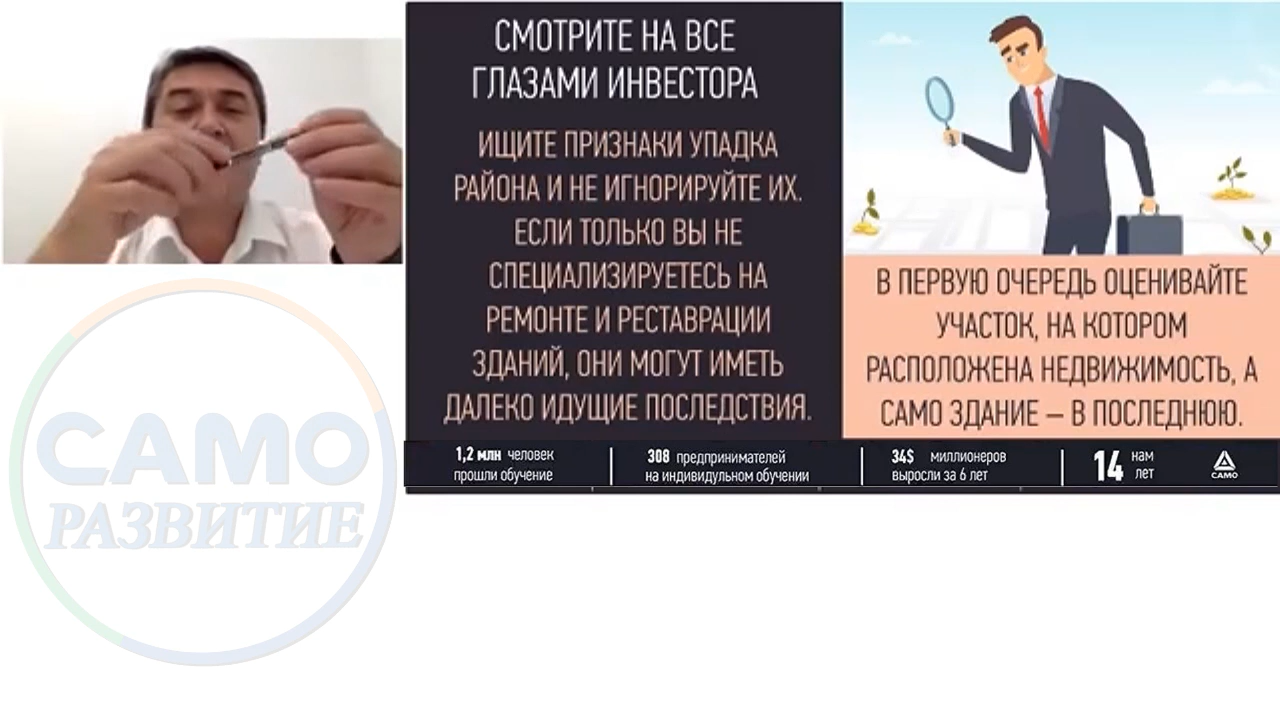 СМОТРИТЕ НА ВСЕ
ГЛАЗАМИ ИНВЕСТОРА
ИЩИТЕ ПРИЗНАКИ УПАДКА
РАЙОНА И НЕ ИГНОРИРУЙТЕ ИХ.
ЕСЛИ ТОЛЬКО ВЫ НЕ
СПЕЦИАЛИЗИРУЕТЕСЬ НА
РЕМОНТЕ И РЕСТАВРАЦИИ
ЗДАНИЙ, ОНИ МОГУТ ИМЕТЬ
ДАЛЕКО ИДУЩИЕ ПОСЛЕДСТВИЯ.
В ПЕРВУЮ ОЧЕРЕДЬ ОЦЕНИВАЙТЕ
УЧАСТОК, НА КОТОРОМ
РАСПОЛОЖЕНА НЕДВИЖИМОСТЬ, А
САМО ЗДАНИЕ – В ПОСЛЕДНЮЮ.
1,2 млн человек
прошли обучение
308 предпринимателей
на индивидульном обучении
34$ миллионеров
выросли за 6 лет
14 нам
лет
САМО
САМО
РАЗВИТИЕ